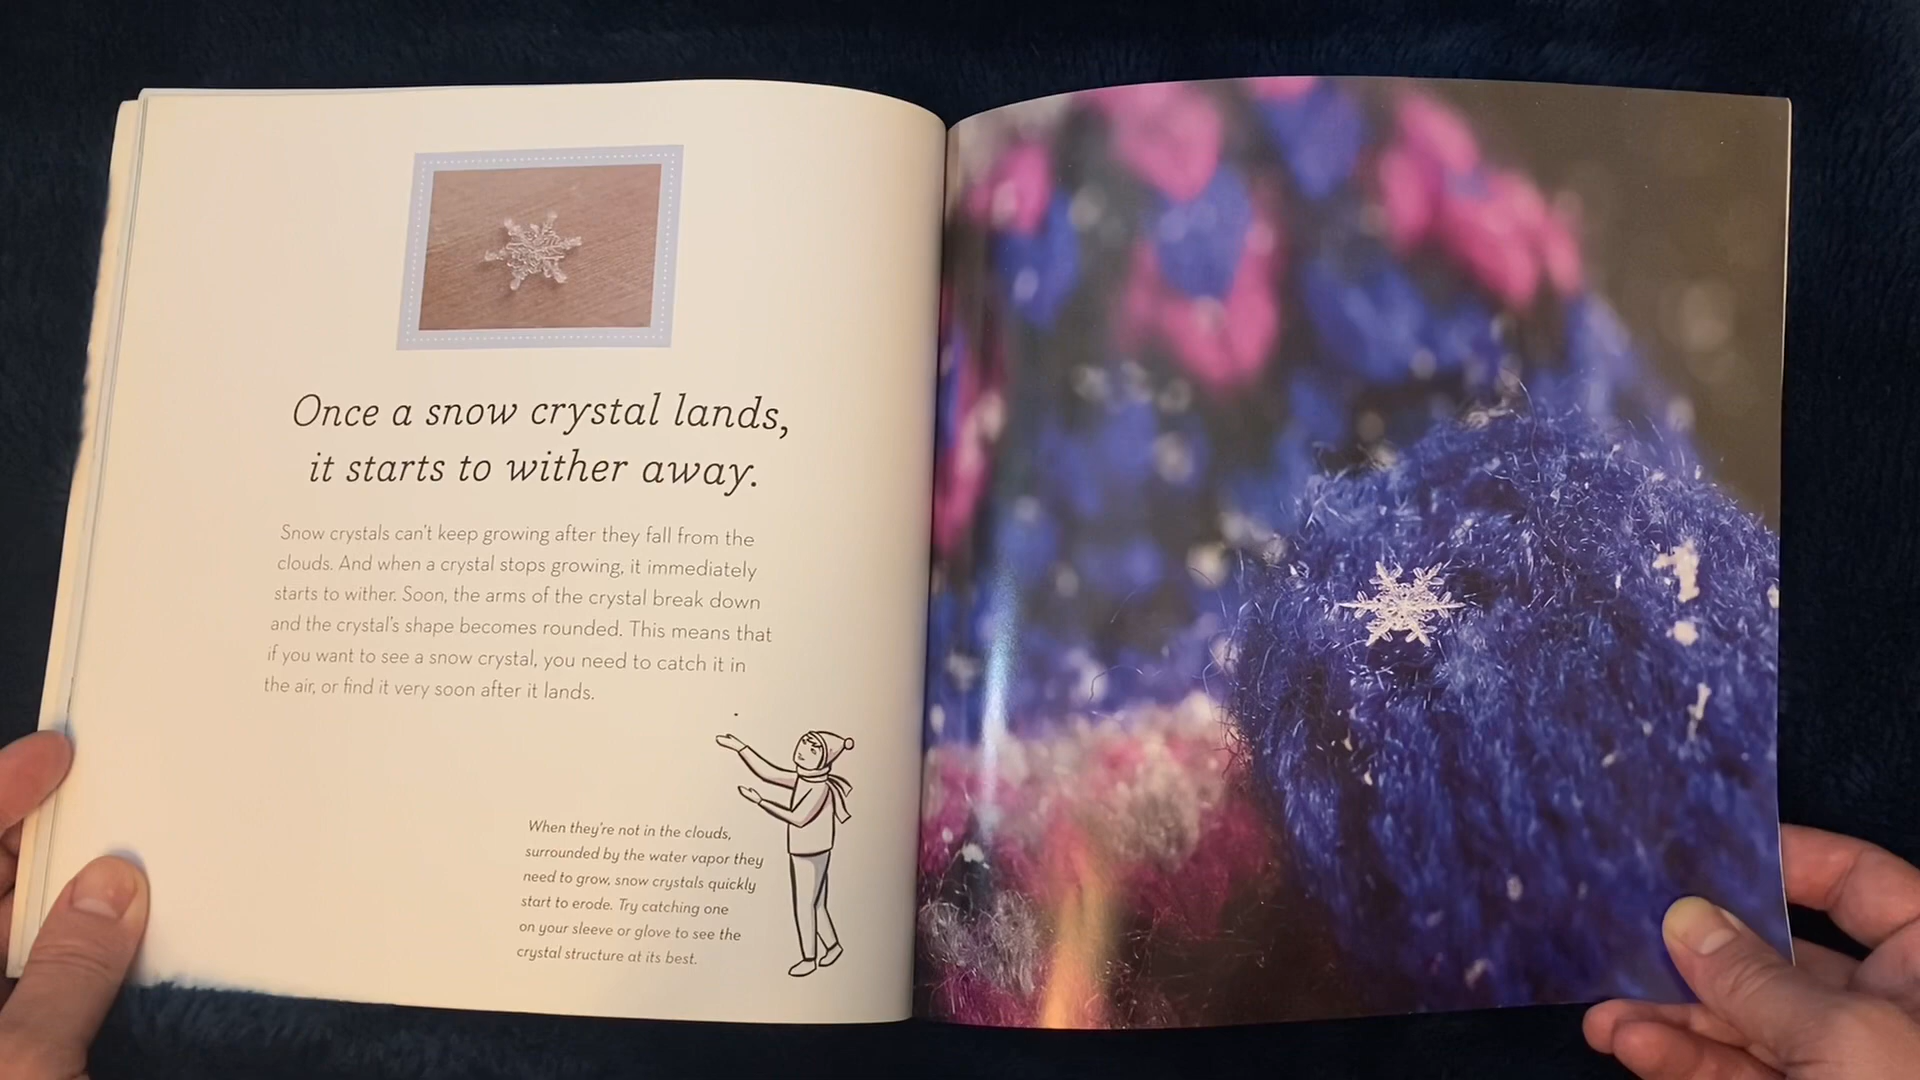 Once a snow crystal lands,
it starts to wither away.
Snow crystals can't keep growing after they fall from the
clouds. And when a crystal stops growing, it immediately
starts to wither. Soon, the arms of the crystal break down
and the crystal's shape becomes rounded. This means that
if you want to see a snow crystal, you need to catch it in
the air, or find it very soon after it lands.
When they're not in the clouds,
surrounded by the water vapor they
need to grow, snow crystals quickly
start to erode. Try catching one
on your sleeve or glove to see the
crystal structure at its best.